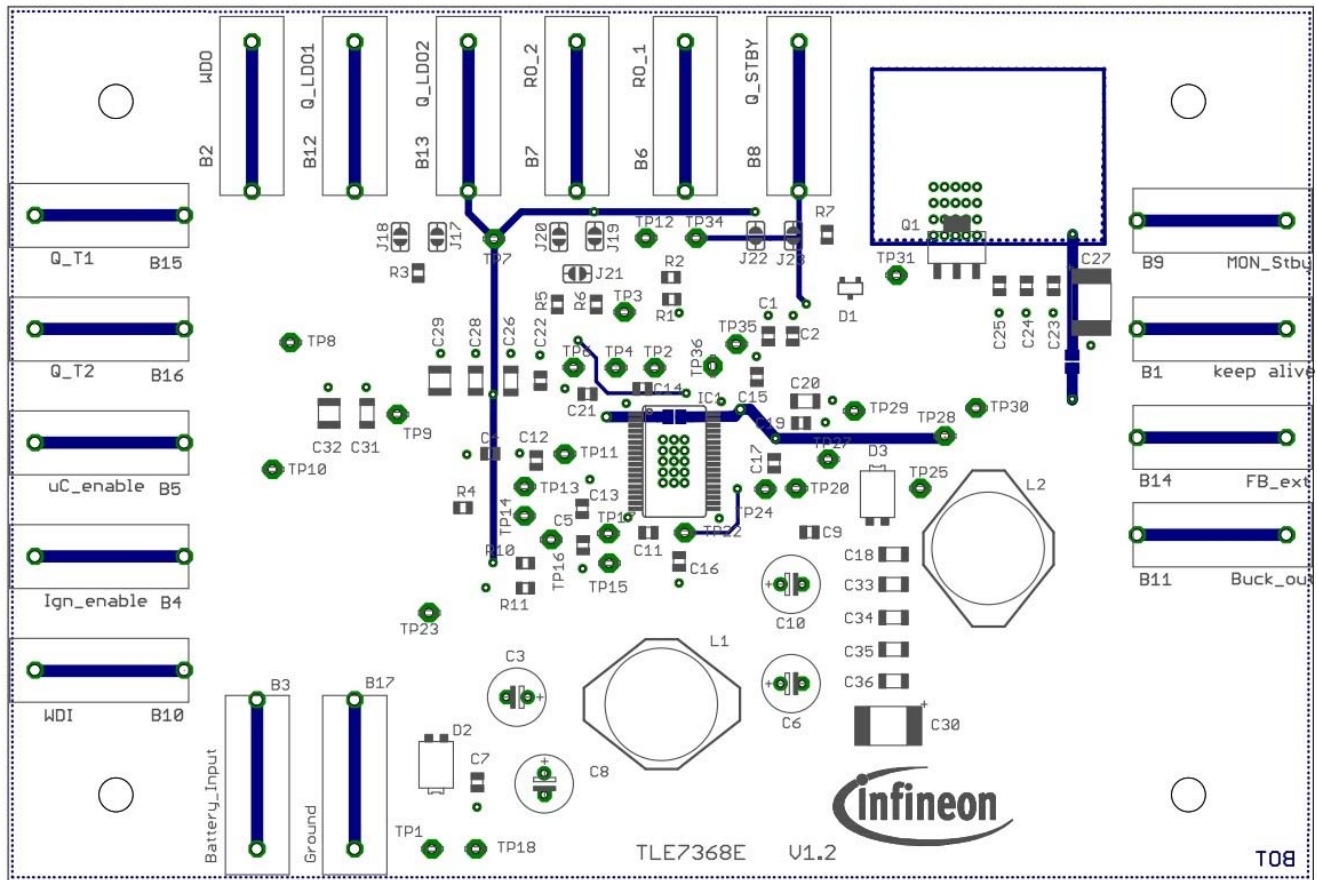 WDO
Q_LDO1
Q_LDO2
RO_2
RO_1
Q_STBY
B2
B12
B13
B7
B6
B8
Q_T1
B15
J18
J17
TP7
J20
J19
TP12
TP34
J22
J23
R7
Q1
TP31
C27
B9
MON_Stby
R3
J21
R2
R5
R6
TP3
R1
C1
C2
D1
C25
C24
C23
Q_T2
B16
TP8
C29
C28
C26
C22
TP6
TP4
TP2
TP36
TP35
B1
keep alive
C32
C31
TP9
C21
C14
IC1
C15
C20
C19
TP29
TP28
TP30
uC_enable
B5
TP10
C4
C12
TP11
C17
TP27
D3
TP25
B14
FB_ext
R4
TP13
TP14
C13
C5
TP17
TP22
TP24
TP20
L2
Ign_enable
B4
R10
TP16
C11
C16
C9
C18
B11
Buck_out
R11
TP15
C33
TP23
C10
C34
C35
C36
WDI
B10
B3
B17
C3
L1
C6
C30
D2
C7
C8
Battery_Input
Ground
infineon
TP1
TP18
TLE7368E V1.2
BOT